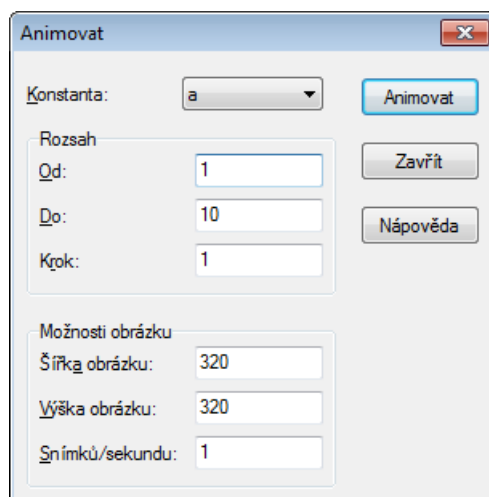 Animovat
Konstanta: a Animovat
Rozsah
Od: 1 Zavřít
Do: 10 Nápověda
Krok: 1
Možnosti obrázku
Šířka obrázku: 320
Výška obrázku: 320
Snímků/sekundu: 1